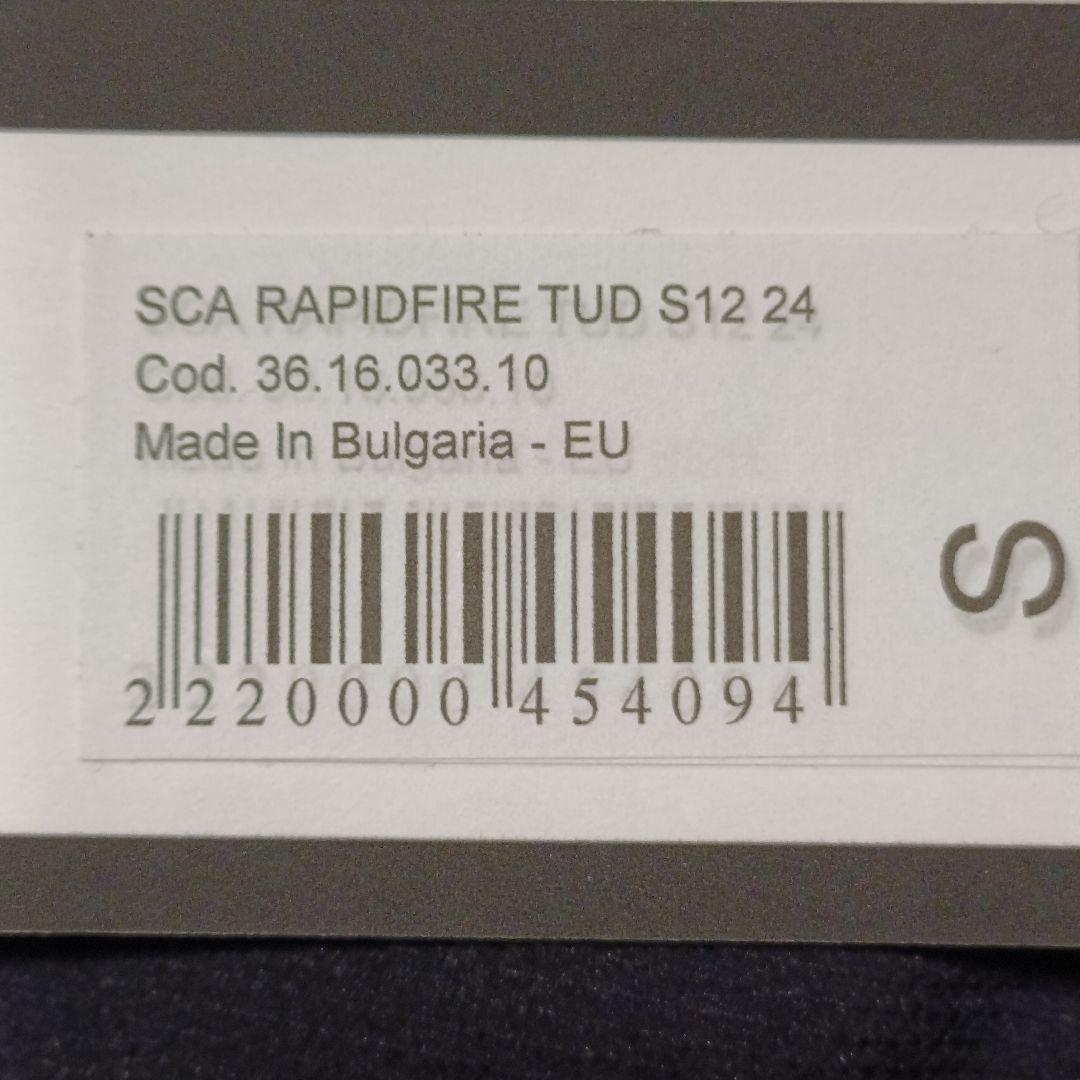 SCA RAPIDFIRE TUD S12 24
Cod. 36.16.033.10
Made In Bulgaria - EU
2 220000 454094
S